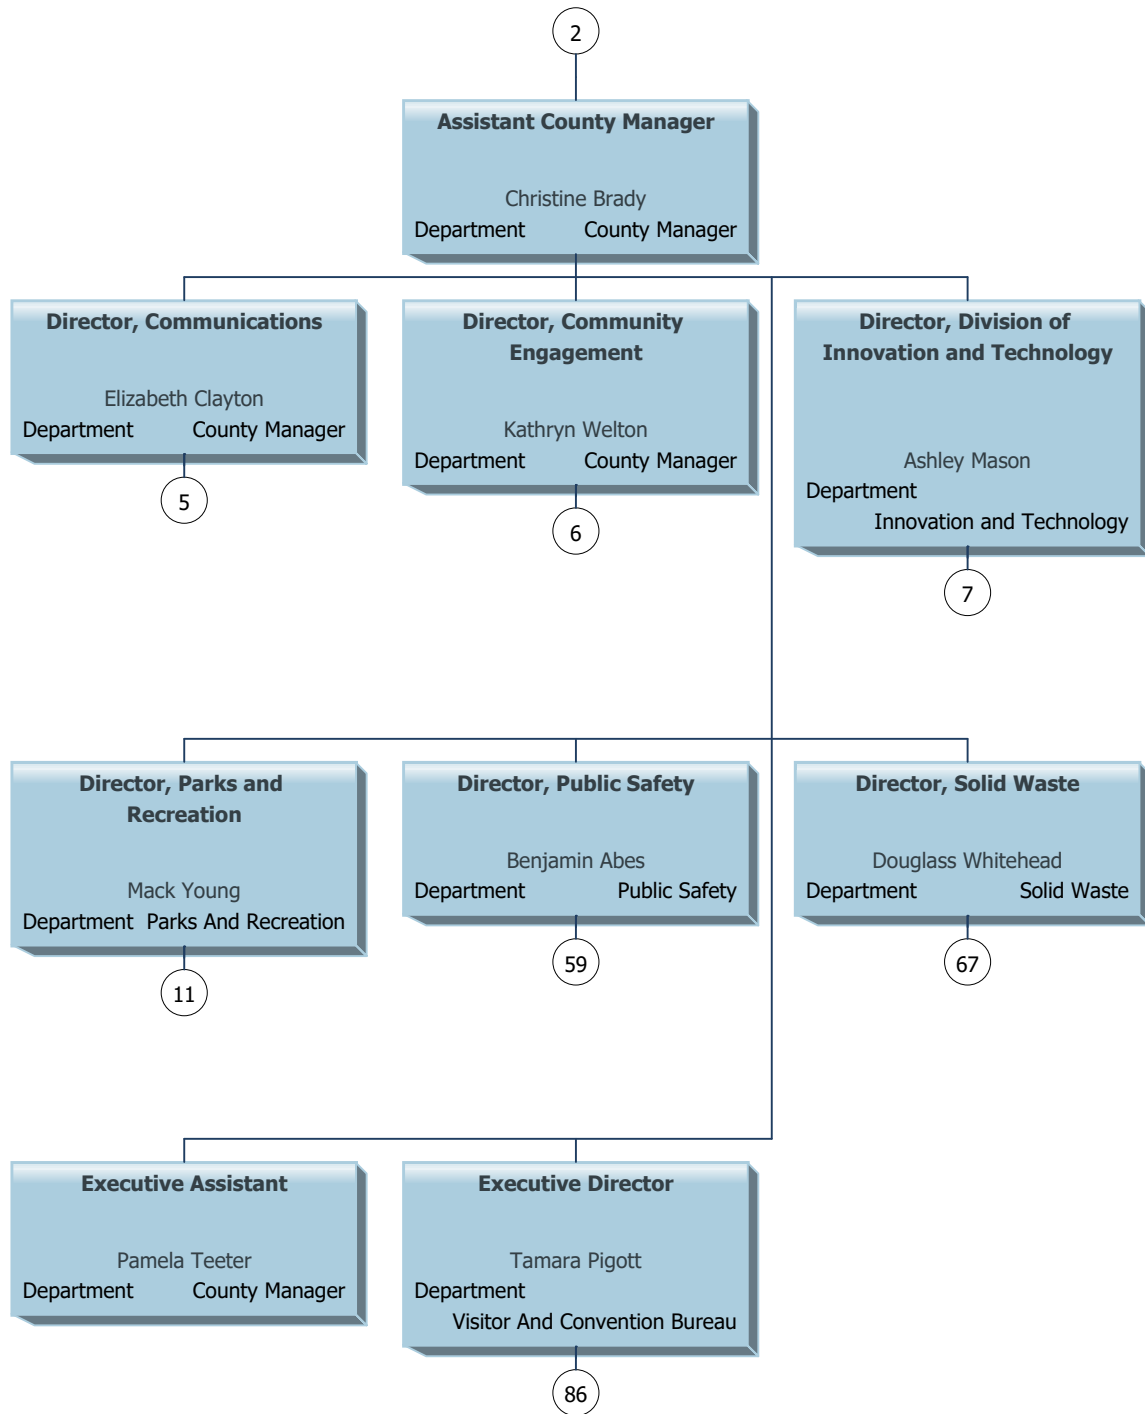 2
Assistant County Manager
Christine Brady
Department County Manager
Director, Communications
Elizabeth Clayton
Department County Manager
5
Director, Community
Engagement
Kathryn Welton
Department County Manager
6
Director, Division of
Innovation and Technology
Ashley Mason
Department
Innovation and Technology
7
Director, Parks and
Recreation
Mack Young
Department Parks And Recreation
11
Director, Public Safety
Benjamin Abes
Department Public Safety
59
Director, Solid Waste
Douglass Whitehead
Department Solid Waste
67
Executive Assistant
Pamela Teeter
Department County Manager
Executive Director
Tamara Pigott
Department
Visitor And Convention Bureau
86